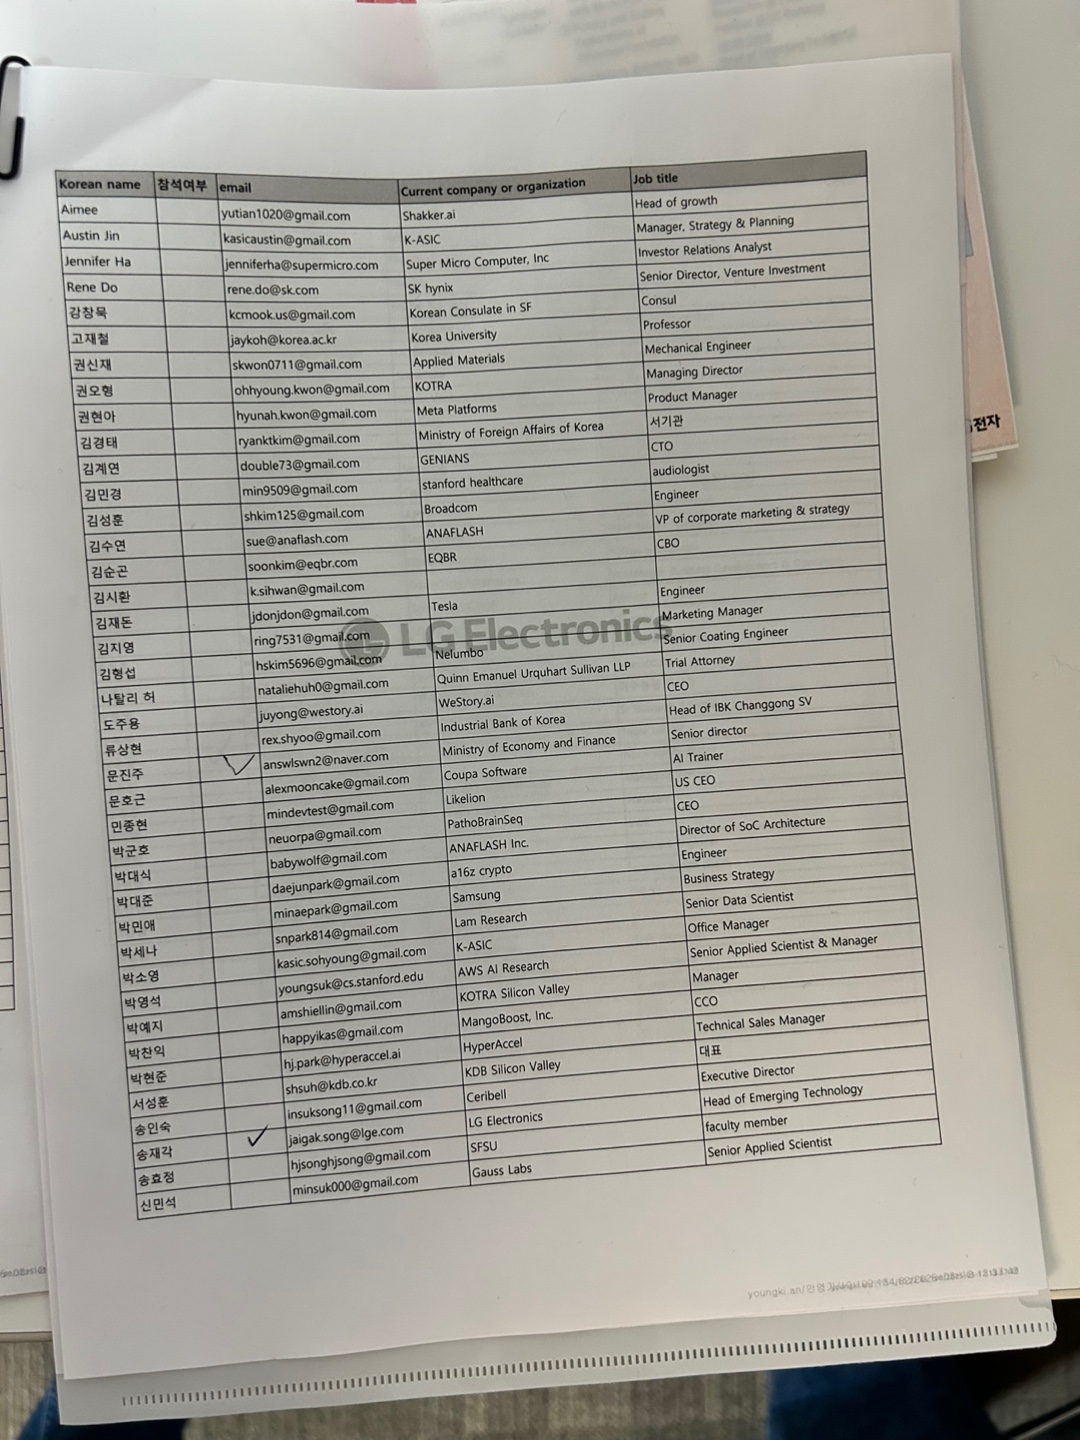 Korean name 참석여부 email Current company or organization Job title
Aimee yutian1020@gmail.com Shakker.ai Head of growth
Austin Jin kasicaustin@gmail.com K-ASIC Manager, Strategy & Planning
Jennifer Ha jenniferha@supermicro.com Super Micro Computer, Inc Investor Relations Analyst
Rene Do rene.do@sk.com SK hynix Senior Director, Venture Investment
강창묵 kcmook.us@gmail.com Korean Consulate in SF Consul
고재철 jaykoh@korea.ac.kr Korea University Professor
권신재 skwon0711@gmail.com Applied Materials Mechanical Engineer
권오형 ohhyoung.kwon@gmail.com KOTRA Managing Director
권현아 hyunah.kwon@gmail.com Meta Platforms Product Manager
김경태 ryanktkim@gmail.com Ministry of Foreign Affairs of Korea 서기관
김계연 double73@gmail.com GENIANS CTO
김민경 min9509@gmail.com stanford healthcare audiologist
김성훈 shkim125@gmail.com Broadcom Engineer
김수연 sue@anaflash.com ANAFLASH VP of corporate marketing & strategy
김순곤 soonkim@eqbr.com EQBR CBO
김시환 k.sihwan@gmail.com
김재돈 jdonjdon@gmail.com Tesla Engineer
김지영 ring7531@gmail.com Marketing Manager
LG Electronics
김형섭 hskim5696@gmail.com Nelumbo Senior Coating Engineer
나탈리 허 nataliehuh0@gmail.com Quinn Emanuel Urquhart Sullivan LLP Trial Attorney
도주용 juyong@westory.ai WeStory.ai CEO
류상현 rex.shyoo@gmail.com Industrial Bank of Korea Head of IBK Changgong SV
문진주 answlswn2@naver.com Ministry of Economy and Finance Senior director
문호근 alexmooncake@gmail.com Coupa Software AI Trainer
민종현 mindevtest@gmail.com Likelion US CEO
박군호 neuorpa@gmail.com PathoBrainSeq CEO
박대식 babywolf@gmail.com ANAFLASH Inc. Director of SoC Architecture
박대준 daejunpark@gmail.com a16z crypto Engineer
박민애 minaepark@gmail.com Samsung Business Strategy
박세나 snpark814@gmail.com Lam Research Senior Data Scientist
박소영 kasic.sohyoung@gmail.com K-ASIC Office Manager
박영석 youngsuk@cs.stanford.edu AWS AI Research Senior Applied Scientist & Manager
박예지 amshiellin@gmail.com KOTRA Silicon Valley Manager
박찬익 happyikas@gmail.com MangoBoost, Inc. CCO
박현준 hj.park@hyperaccel.ai HyperAccel Technical Sales Manager
서성훈 shsuh@kdb.co.kr KDB Silicon Valley 대표
송인숙 insuksong11@gmail.com Ceribell Executive Director
송재각 jaigak.song@lge.com LG Electronics Head of Emerging Technology
송효정 hjsonghjsong@gmail.com SFSU faculty member
신민석 minsuk000@gmail.com Gauss Labs Senior Applied Scientist
전자
youngki.an/